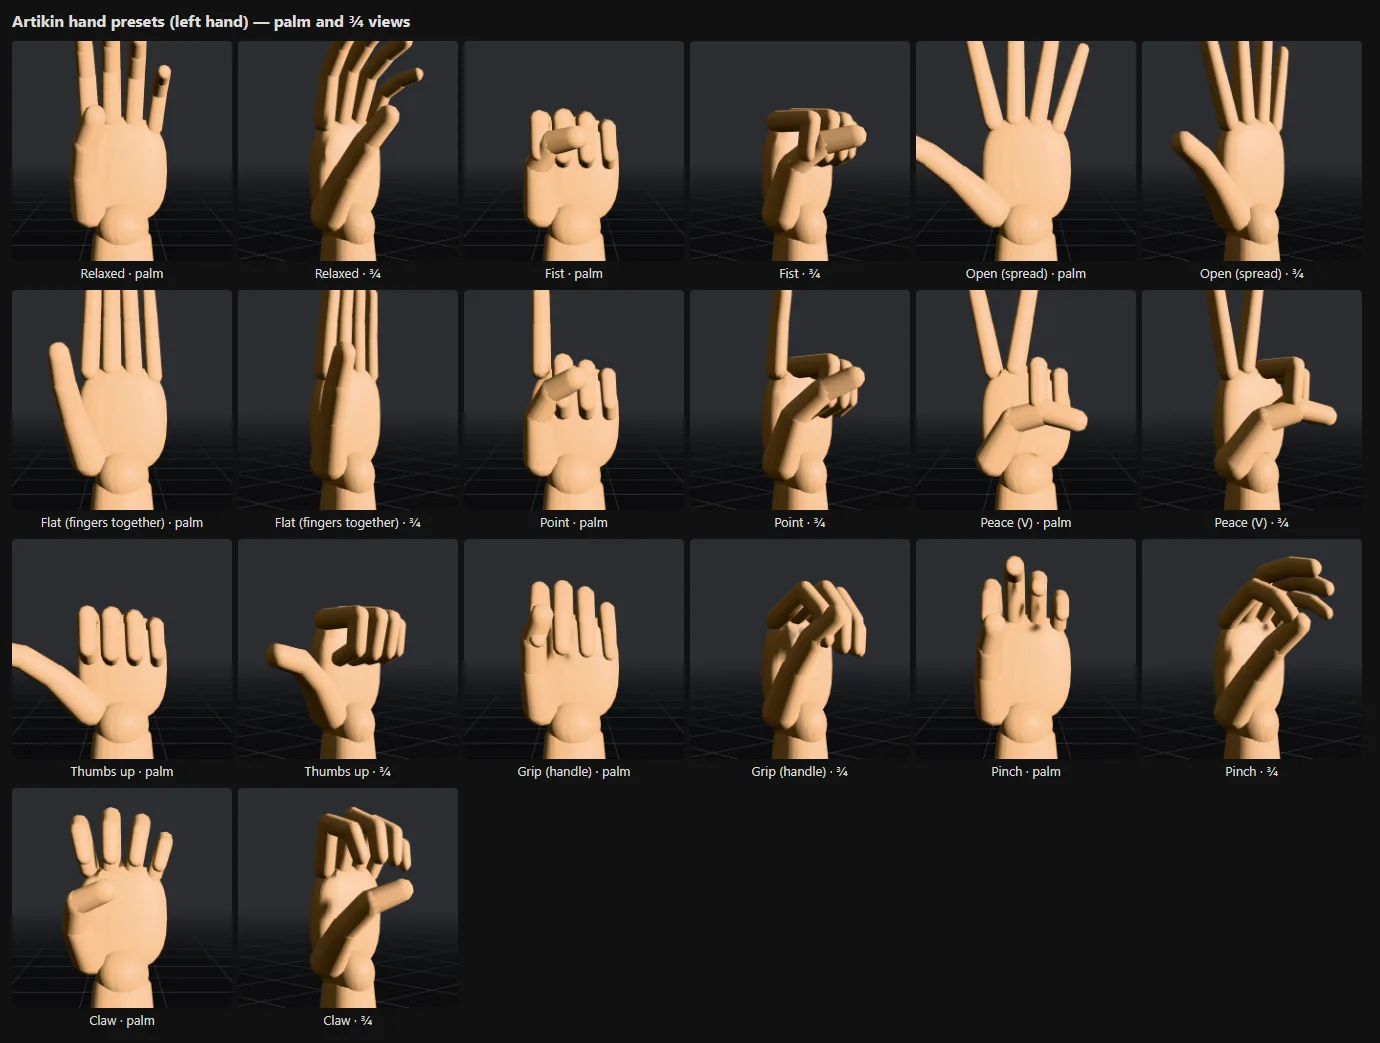 Artikin hand presets (left hand) — palm and ¾ views
Relaxed · palm
Relaxed · ¾
Fist · palm
Fist · ¾
Open (spread) · palm
Open (spread) · ¾
Flat (fingers together) · palm
Flat (fingers together) · ¾
Point · palm
Point · ¾
Peace (V) · palm
Peace (V) · ¾
Thumbs up · palm
Thumbs up · ¾
Grip (handle) · palm
Grip (handle) · ¾
Pinch · palm
Pinch · ¾
Claw · palm
Claw · ¾